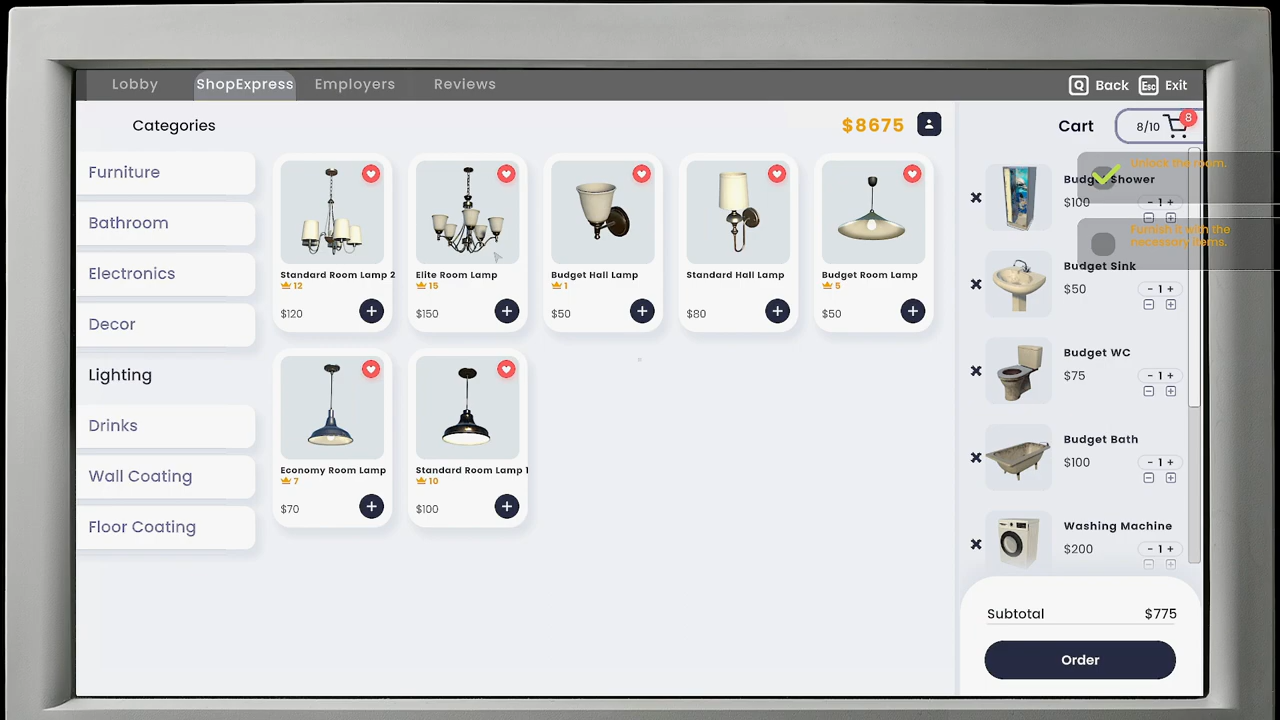 Lobby
ShopExpress
Employers
Reviews
Q Back
Esc Exit
Categories
$8675
Cart
8/10
8
Furniture
Bathroom
Electronics
Decor
Lighting
Drinks
Wall Coating
Floor Coating
Standard Room Lamp 2
12
$120
Elite Room Lamp
15
$150
Budget Hall Lamp
1
$50
Standard Hall Lamp
$80
Budget Room Lamp
5
$50
Economy Room Lamp
7
$70
Standard Room Lamp 1
10
$100
Unlock the room.
Budget Shower
$100
- 1 +
Furnish it with the
necessary items.
Budget Sink
$50
- 1 +
Budget WC
$75
- 1 +
Budget Bath
$100
- 1 +
Washing Machine
$200
- 1 +
Subtotal
$775
Order